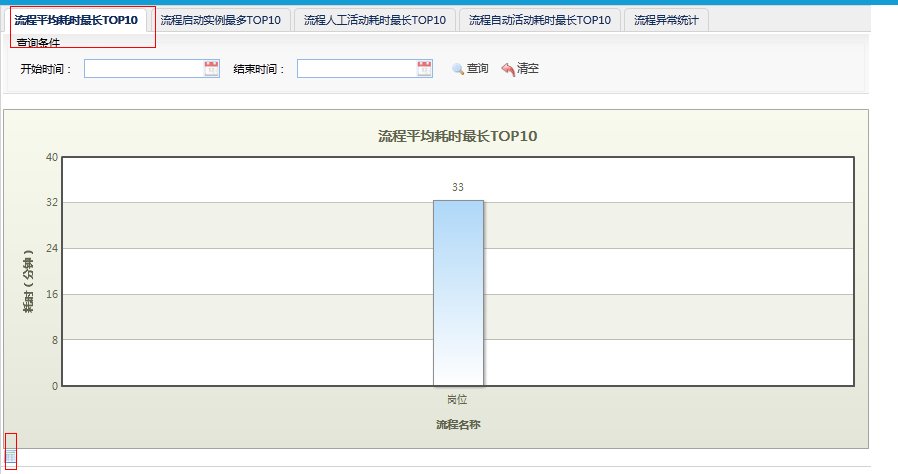 流程平均耗时最长TOP10 流程启动实例最多TOP10 流程人工活动耗时最长TOP10 流程自动活动耗时最长TOP10 流程异常统计
查询条件
开始时间： 结束时间： 查询 清空
流程平均耗时最长TOP10
40
33
32
24
耗时（分钟）
16
8
0
岗位
流程名称